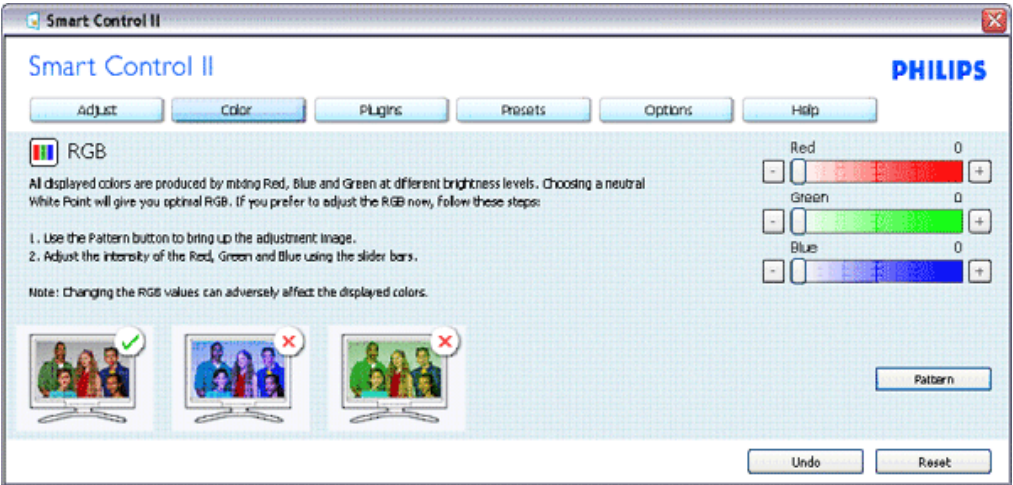 Smart Control II
Smart Control II
PHILIPS
Adjust Color Plugins Presets Options Help
RGB
All displayed colors are produced by mixing Red, Blue and Green at different brightness levels. Choosing a neutral
White Point will give you optimal RGB. If you prefer to adjust the RGB now, follow these steps:
1. Use the Pattern button to bring up the adjustment image.
2. Adjust the intensity of the Red, Green and Blue using the slider bars.
Note: Changing the RGB values can adversely affect the displayed colors.
Red 0
- +
Green 0
- +
Blue 0
- +
Pattern
Undo Reset